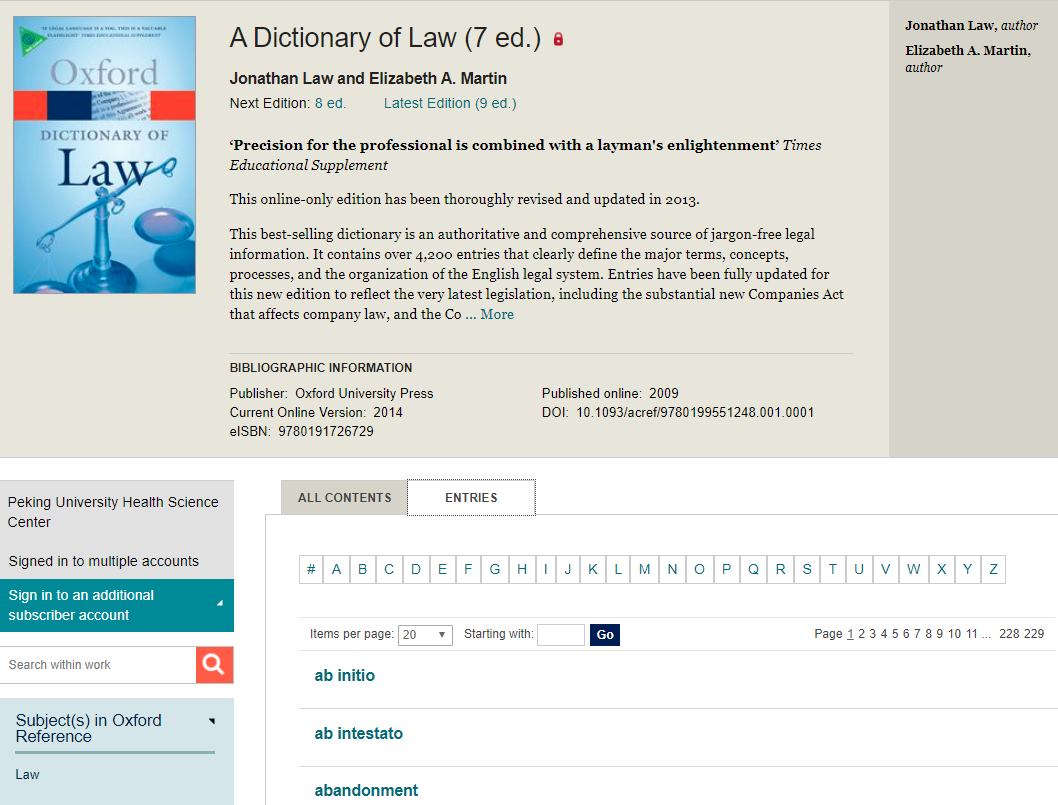 'IF LEGAL LANGUAGE IS A FOG, THIS IS A VALUABLE
FLASHLIGHT' TIMES EDUCATIONAL SUPPLEMENT
Oxford
DICTIONARY OF
Law
A Dictionary of Law (7 ed.)
Jonathan Law and Elizabeth A. Martin
Next Edition: 8 ed. Latest Edition (9 ed.)
‘Precision for the professional is combined with a layman's enlightenment’ Times
Educational Supplement
This online-only edition has been thoroughly revised and updated in 2013.
This best-selling dictionary is an authoritative and comprehensive source of jargon-free legal
information. It contains over 4,200 entries that clearly define the major terms, concepts,
processes, and the organization of the English legal system. Entries have been fully updated for
this new edition to reflect the very latest legislation, including the substantial new Companies Act
that affects company law, and the Co ... More
BIBLIOGRAPHIC INFORMATION
Publisher: Oxford University Press
Published online: 2009
Current Online Version: 2014
DOI: 10.1093/acref/9780199551248.001.0001
eISBN: 9780191726729
Jonathan Law, author
Elizabeth A. Martin,
author
Peking University Health Science
Center
Signed in to multiple accounts
Sign in to an additional
subscriber account
Search within work
Subject(s) in Oxford
Reference
Law
ALL CONTENTS
ENTRIES
# A B C D E F G H I J K L M N O P Q R S T U V W X Y Z
Items per page: 20 Starting with: Go
Page 1 2 3 4 5 6 7 8 9 10 11 ... 228 229
ab initio
ab intestato
abandonment